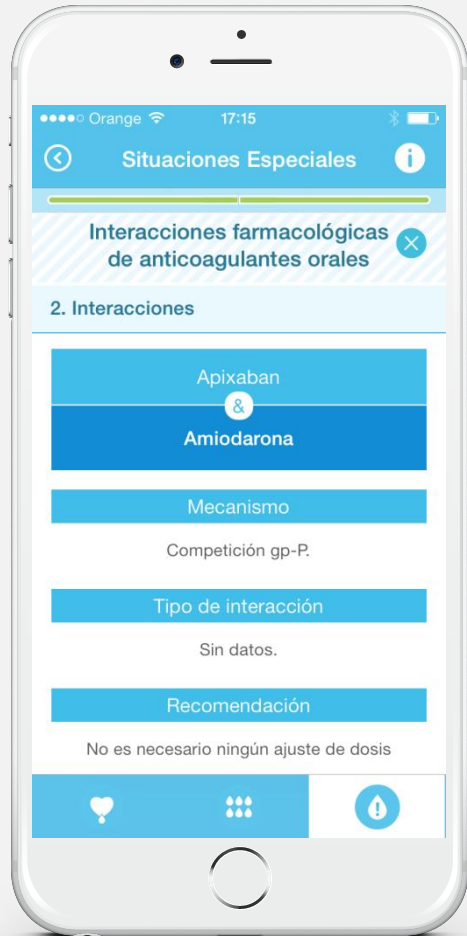 Orange 17:15
Situaciones Especiales i
Interacciones farmacológicas
de anticoagulantes orales
2. Interacciones
Apixaban
&
Amiodarona
Mecanismo
Competición gp-P.
Tipo de interacción
Sin datos.
Recomendación
No es necesario ningún ajuste de dosis